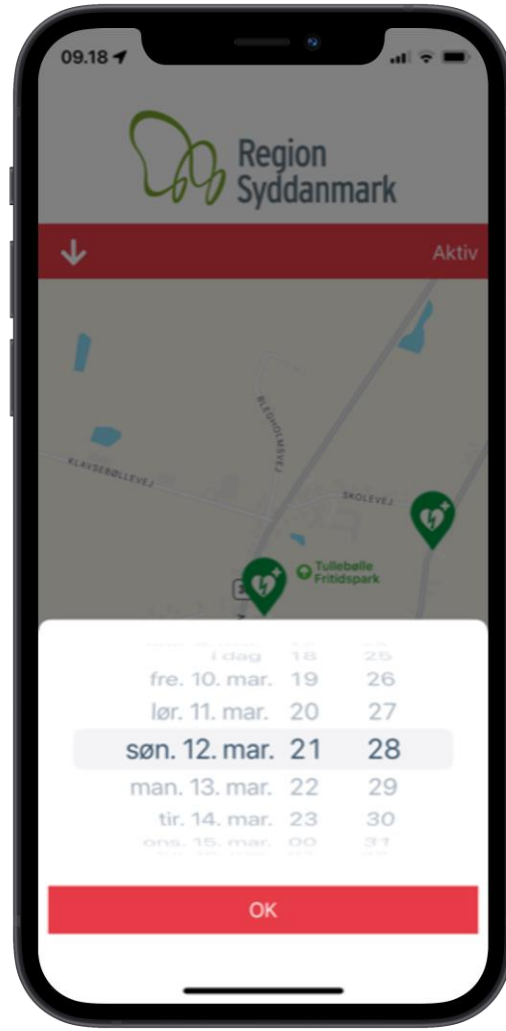 09.18
Region
Syddanmark
Aktiv
BLEGHOLMSVEJ
KLAVSEBØLLEVEJ
SKOLEVEJ
Tullebølle
Fritidspark
i dag 18 25
fre. 10. mar. 19 26
lør. 11. mar. 20 27
søn. 12. mar. 21 28
man. 13. mar. 22 29
tir. 14. mar. 23 30
ons. 15. mar. 00 31
OK